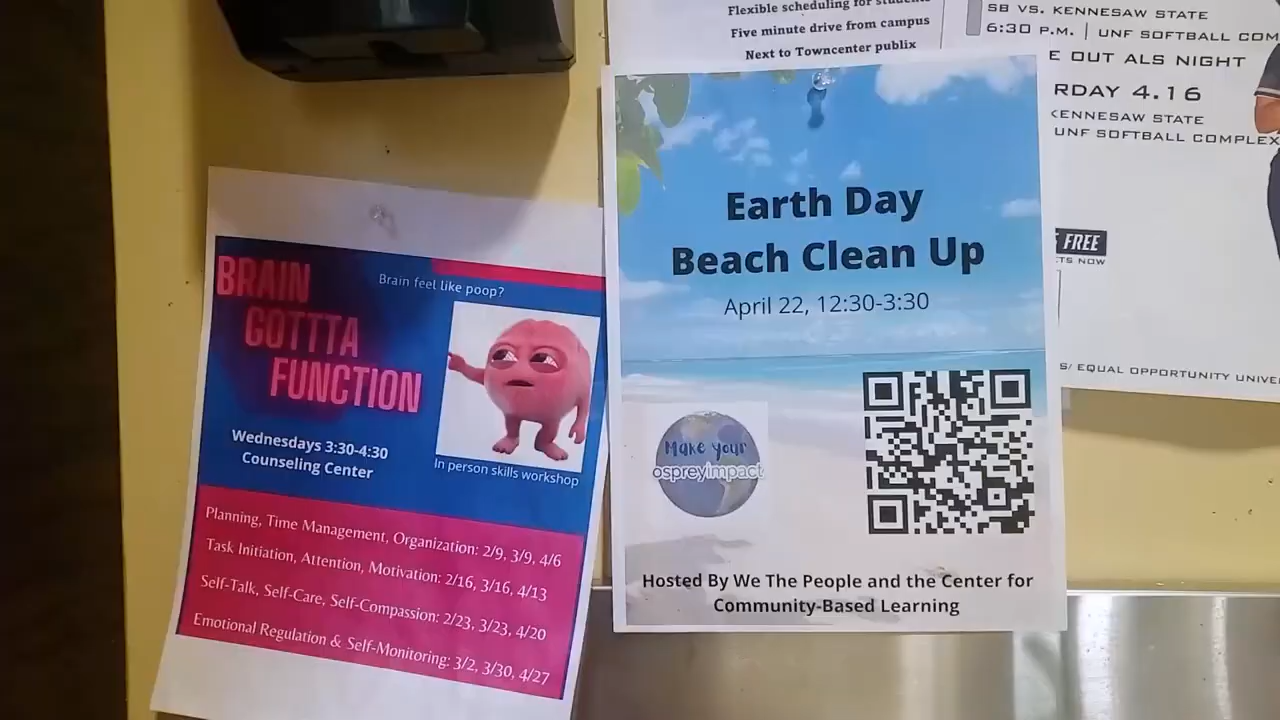 Flexible scheduling for students
Five minute drive from campus
Next to Towncenter publix
SB VS. KENNESAW STATE
6:30 P.M. | UNF SOFTBALL COM
E OUT ALS NIGHT
RDAY 4.16
KENNESAW STATE
UNF SOFTBALL COMPLEX
FREE
TS NOW
S/ EQUAL OPPORTUNITY UNIVE
BRAIN
GOTTTA
FUNCTION
Brain feel like poop?
Wednesdays 3:30-4:30
Counseling Center
In person skills workshop
Planning, Time Management, Organization: 2/9, 3/9, 4/6
Task Initiation, Attention, Motivation: 2/16, 3/16, 4/13
Self-Talk, Self-Care, Self-Compassion: 2/23, 3/23, 4/20
Emotional Regulation & Self-Monitoring: 3/2, 3/30, 4/27
Earth Day
Beach Clean Up
April 22, 12:30-3:30
Make your
ospreyimpact
Hosted By We The People and the Center for
Community-Based Learning